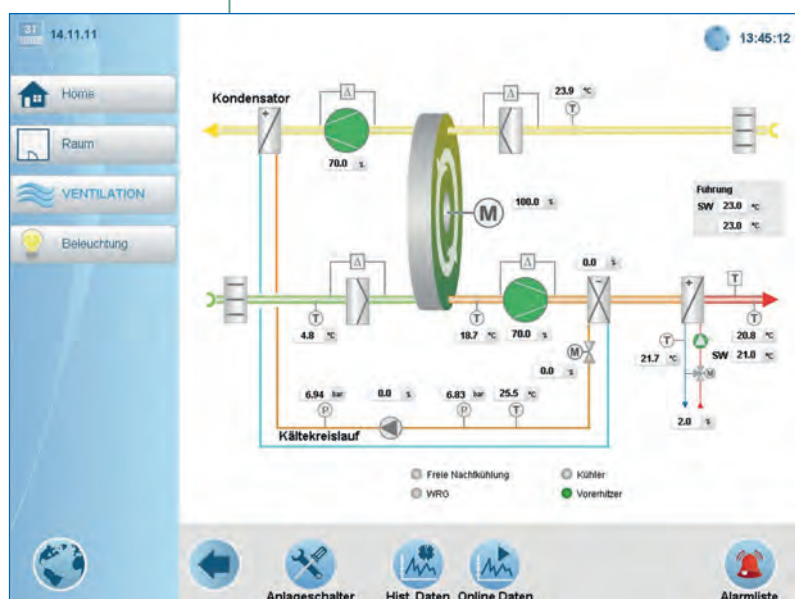 31
14.11.11
13:45:12
Home
Raum
VENTILATION
Beleuchtung
Kondensator
+
Δ
70.0 %
Δ
23.9 °C
T
M
100.0 %
Führung
SW 23.0 °C
23.0 °C
Δ
T
4.8 °C
T
18.7 °C
Δ
70.0 %
0.0 %
−
M
0.0 %
+
T
T
20.8 °C
SW 21.0 °C
T
21.7 °C
M
2.0 %
6.94 bar
P
0.0 %
6.83 bar
P
25.5 °C
T
Kältekreislauf
Freie Nachtkühlung
Kühler
WRG
Vorerhitzer
Anlageschalter
Hist. Daten
Online Daten
Alarmliste